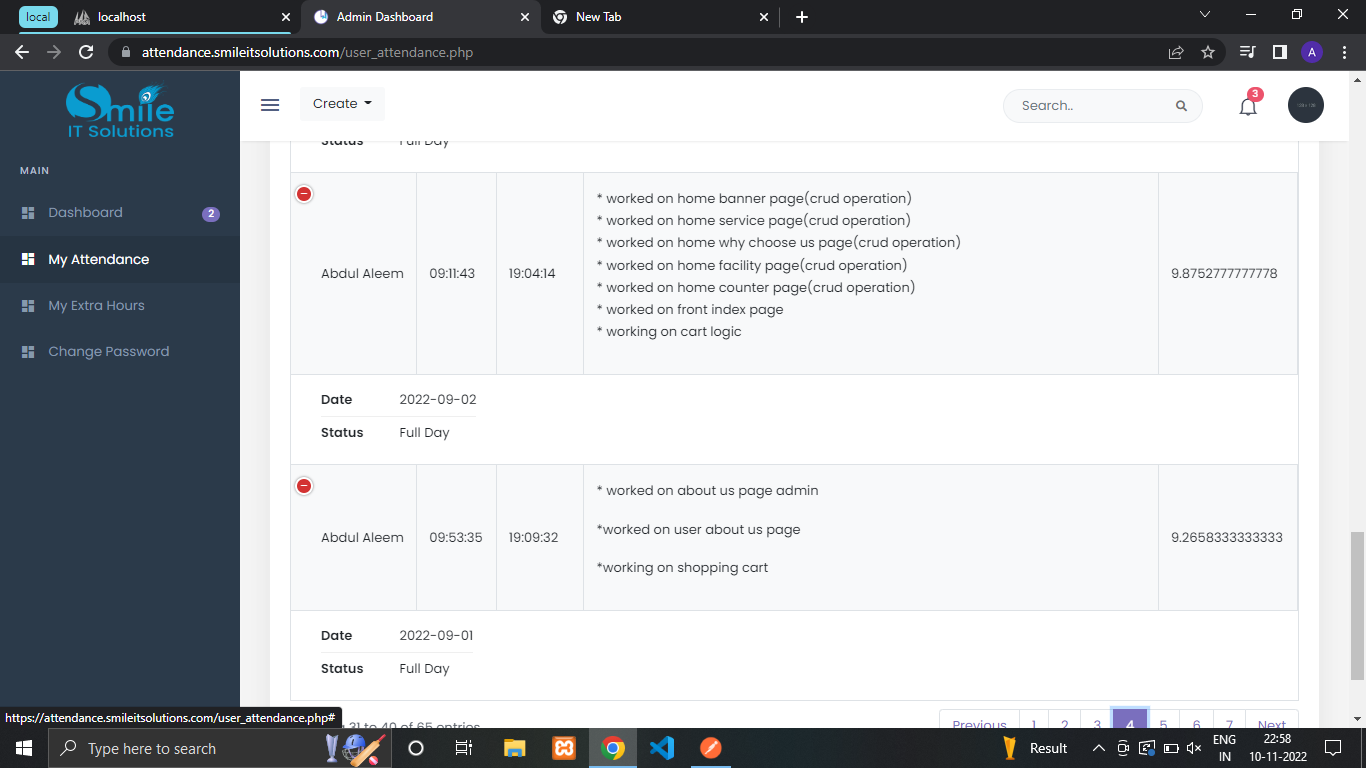 local
localhost
Admin Dashboard
New Tab
attendance.smileitsolutions.com/user_attendance.php
A
Smile
IT Solutions
Create
Search..
3
MAIN
Dashboard
2
My Attendance
My Extra Hours
Change Password
Status Full Day
Abdul Aleem 09:11:43 19:04:14
* worked on home banner page(crud operation)
* worked on home service page(crud operation)
* worked on home why choose us page(crud operation)
* worked on home facility page(crud operation)
* worked on home counter page(crud operation)
* worked on front index page
* working on cart logic
9.8752777777778
Date 2022-09-02
Status Full Day
Abdul Aleem 09:53:35 19:09:32
* worked on about us page admin
*worked on user about us page
*working on shopping cart
9.2658333333333
Date 2022-09-01
Status Full Day
31 to 40 of 65 entries
Previous 1 2 3 4 5 6 7 Next
https://attendance.smileitsolutions.com/user_attendance.php#
Type here to search
Result
ENG
IN
22:58
10-11-2022